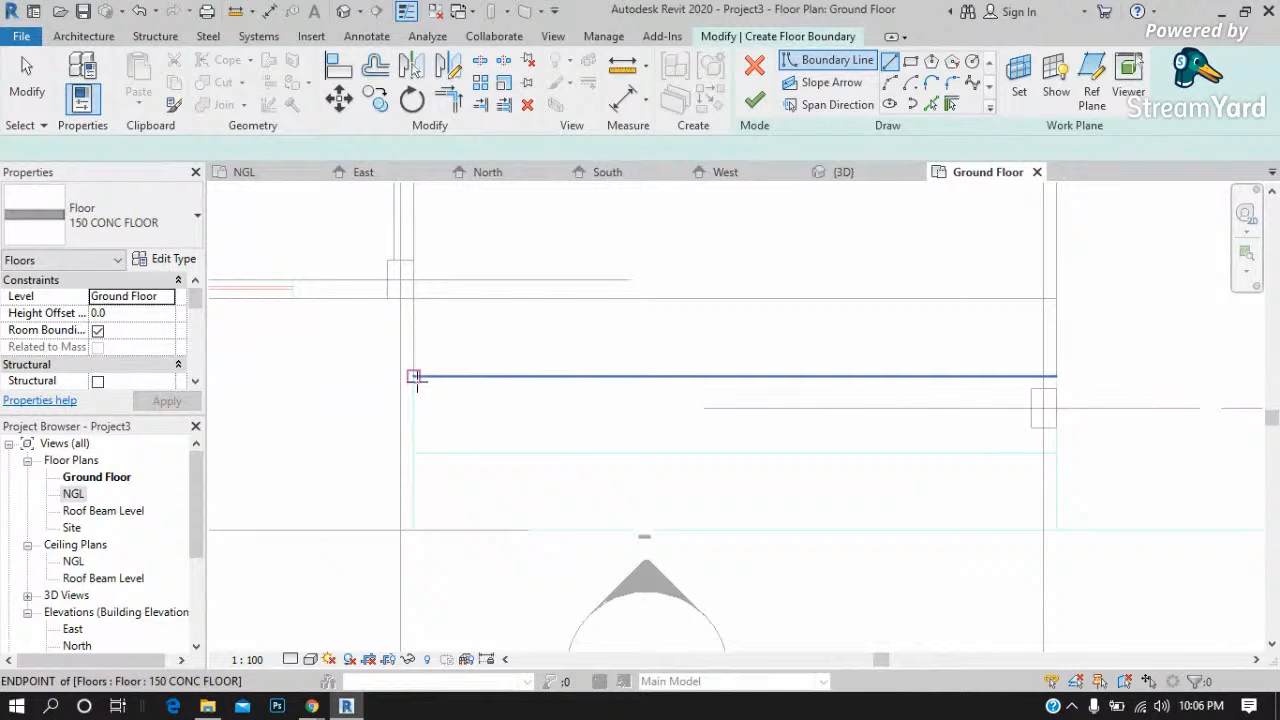 Autodesk Revit 2020 - Project3 - Floor Plan: Ground Floor
Sign In
File
Architecture
Structure
Steel
Systems
Insert
Annotate
Analyze
Collaborate
View
Manage
Add-Ins
Modify | Create Floor Boundary
Powered by
StreamYard
Modify
Select
Properties
Paste
Clipboard
Cope
Cut
Join
Geometry
Modify
View
Measure
Create
Mode
Boundary Line
Slope Arrow
Span Direction
Draw
Set
Show
Ref
Plane
Viewer
Work Plane
Properties
NGL
East
North
South
West
{3D}
Ground Floor
Floor
150 CONC FLOOR
Floors
Edit Type
Constraints
Level
Ground Floor
Height Offset ...
0.0
Room Boundi...
Related to Mass
Structural
Structural
Properties help
Apply
Project Browser - Project3
Views (all)
Floor Plans
Ground Floor
NGL
Roof Beam Level
Site
Ceiling Plans
NGL
Roof Beam Level
3D Views
Elevations (Building Elevation
East
North
1 : 100
ENDPOINT of [Floors : Floor : 150 CONC FLOOR]
:0
Main Model
:0
10:06 PM